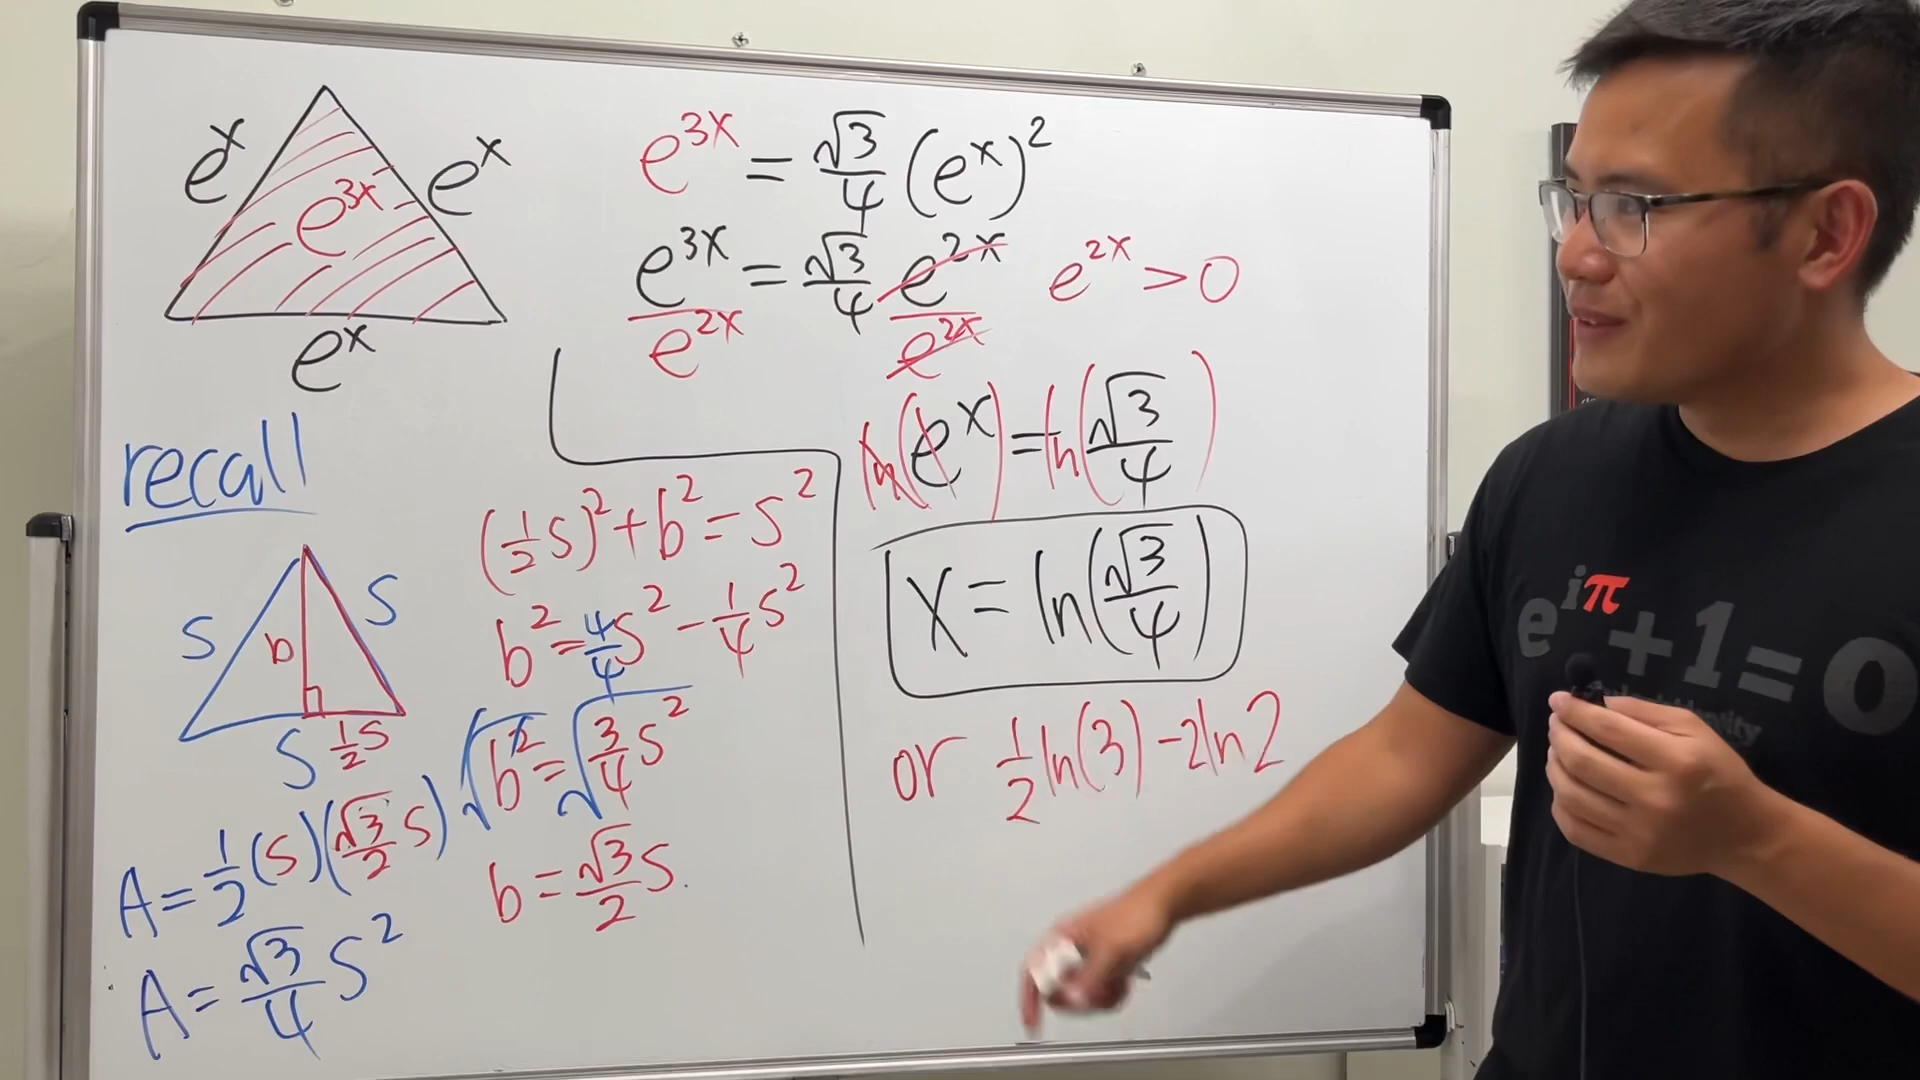 e^x
e^{3x}
e^x
e^x
e^{3x} = √3/4 (e^x)^2
e^{3x}/e^{2x} = √3/4 e^{2x}/e^{2x}
e^{2x} > 0
ln(e^x) = ln(√3/4)
x = ln(√3/4)
or 1/2 ln(3) - 2ln2
recall
S
b
S
S
1/2 S
A = 1/2 (S)(√3/2 S)
A = √3/4 S^2
(1/2 S)^2 + b^2 = S^2
b^2 = 4/4 S^2 - 1/4 S^2
√b^2 = √3/4 S^2
b = √3/2 S.
e^{iπ} + 1 = 0